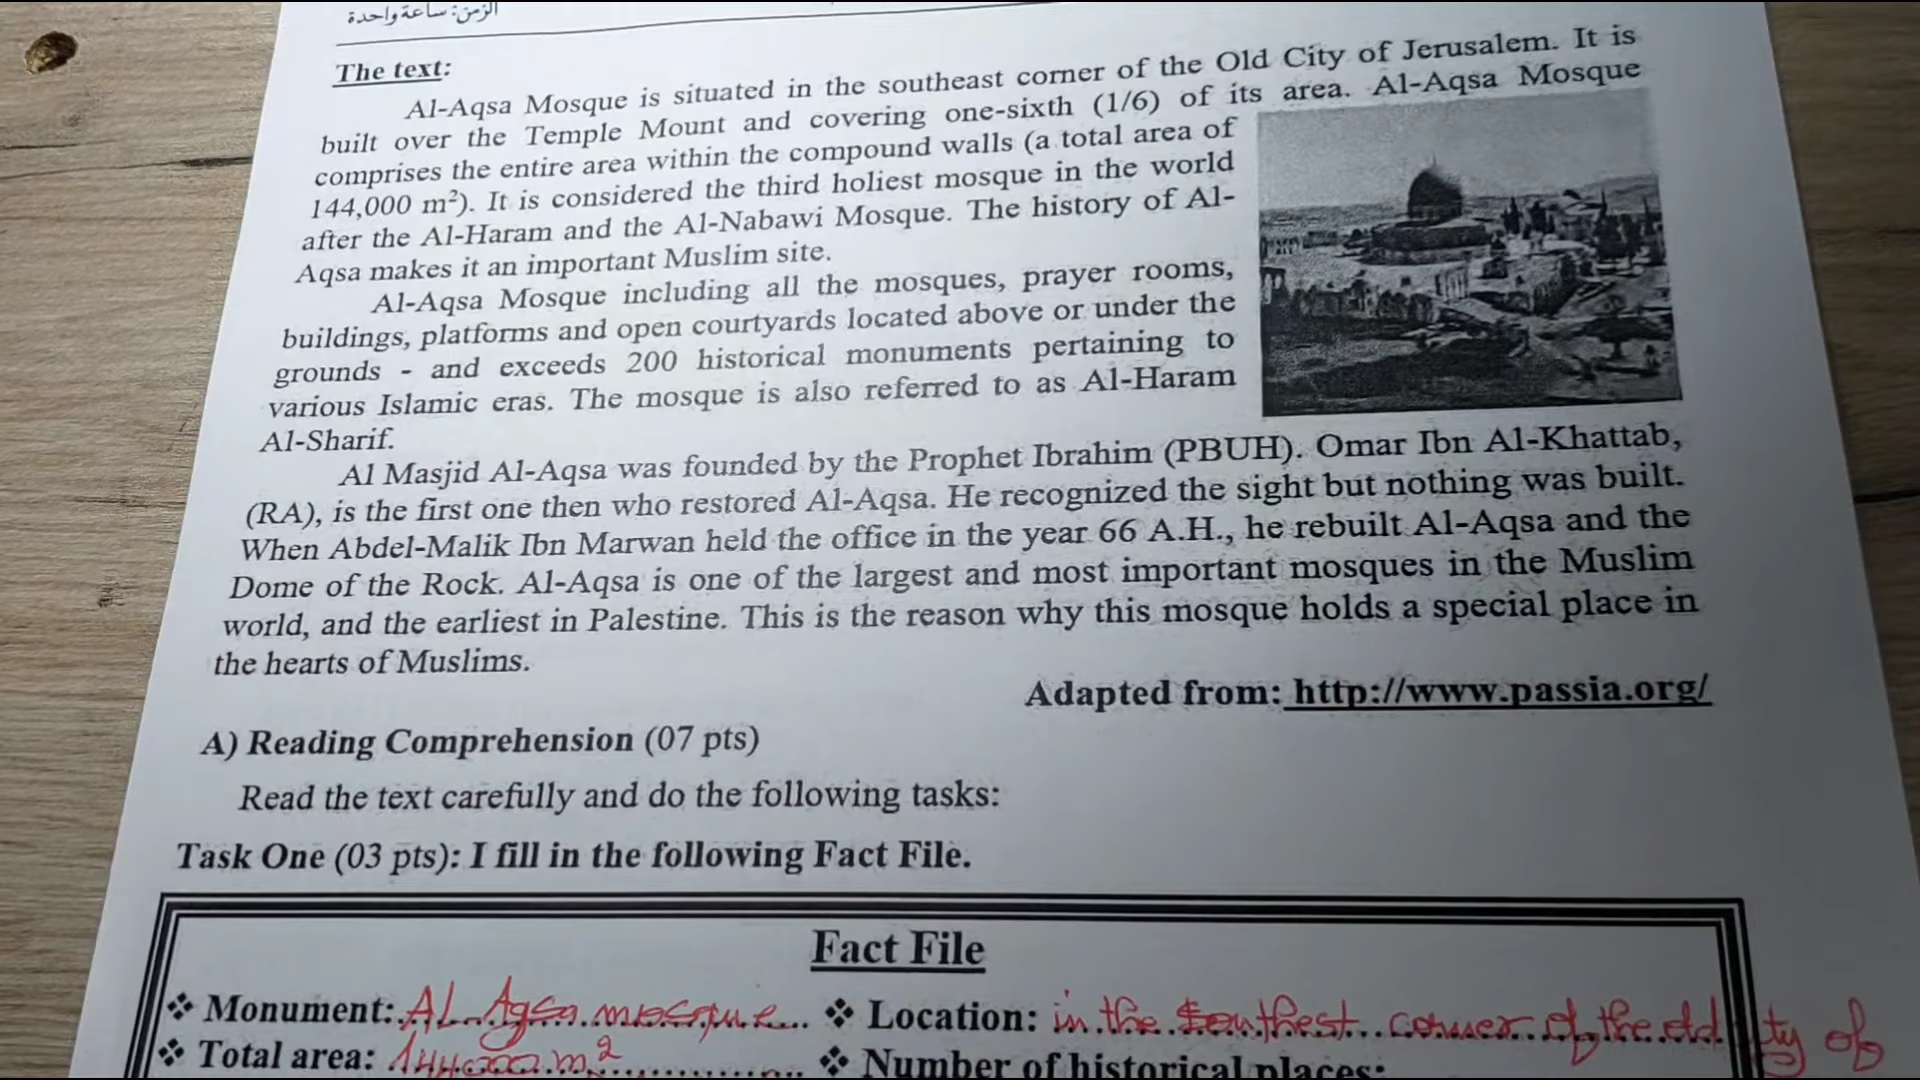 الزمن: ساعة واحدة
The text:
Al-Aqsa Mosque is situated in the southeast corner of the Old City of Jerusalem. It is
built over the Temple Mount and covering one-sixth (1/6) of its area. Al-Aqsa Mosque
comprises the entire area within the compound walls (a total area of
144,000 m²). It is considered the third holiest mosque in the world
after the Al-Haram and the Al-Nabawi Mosque. The history of Al-
Aqsa makes it an important Muslim site.
Al-Aqsa Mosque including all the mosques, prayer rooms,
buildings, platforms and open courtyards located above or under the
grounds - and exceeds 200 historical monuments pertaining to
various Islamic eras. The mosque is also referred to as Al-Haram
Al-Sharif.
Al Masjid Al-Aqsa was founded by the Prophet Ibrahim (PBUH). Omar Ibn Al-Khattab,
(RA), is the first one then who restored Al-Aqsa. He recognized the sight but nothing was built.
When Abdel-Malik Ibn Marwan held the office in the year 66 A.H., he rebuilt Al-Aqsa and the
Dome of the Rock. Al-Aqsa is one of the largest and most important mosques in the Muslim
world, and the earliest in Palestine. This is the reason why this mosque holds a special place in
the hearts of Muslims.
Adapted from: http://www.passia.org/
A) Reading Comprehension (07 pts)
Read the text carefully and do the following tasks:
Task One (03 pts): I fill in the following Fact File.
Fact File
❖ Monument: AL-Aqsa mosque ❖ Location: in the southest corner of the old ty of
❖ Total area: 144000 m² ❖ Number of historical places: